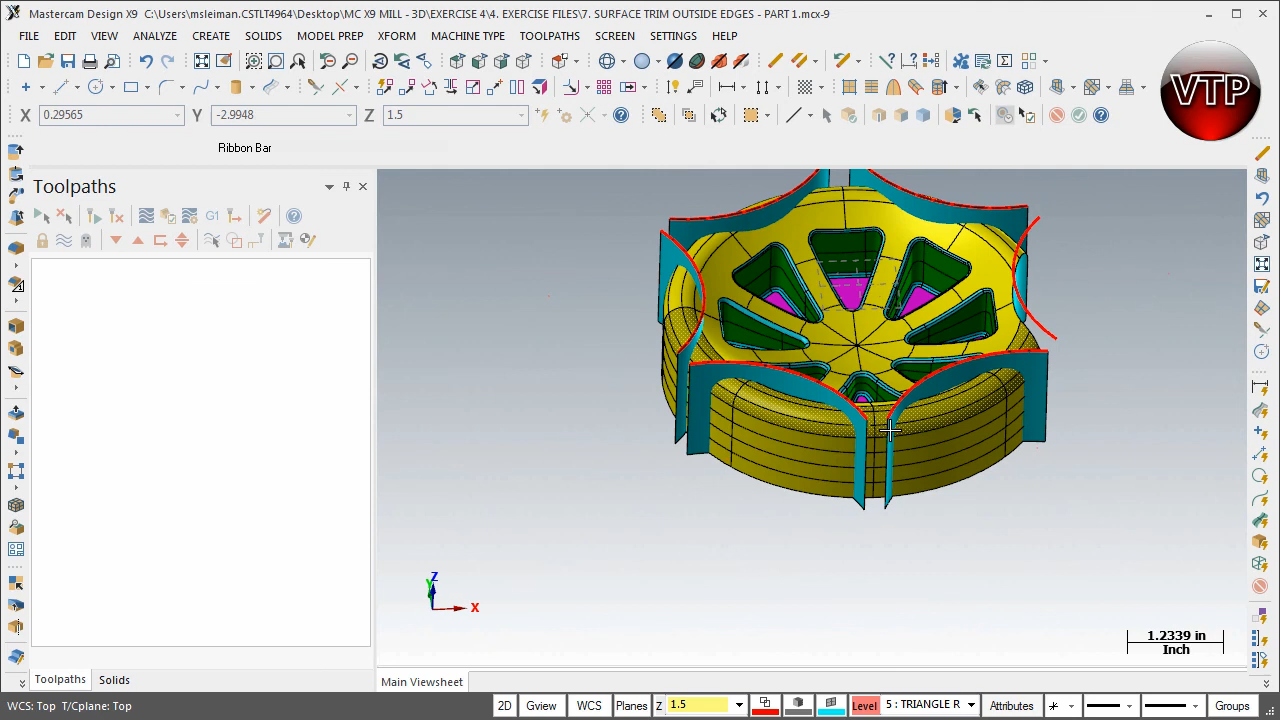 Mastercam Design X9 C:\Users\msleiman.CSTLT4964\Desktop\MC X9 MILL - 3D\EXERCISE 4\4. EXERCISE FILES\7. SURFACE TRIM OUTSIDE EDGES - PART 1.mcx-9
FILE EDIT VIEW ANALYZE CREATE SOLIDS MODEL PREP XFORM MACHINE TYPE TOOLPATHS SCREEN SETTINGS HELP
VTP
X 0.29565 Y -2.9948 Z 1.5
Ribbon Bar
Toolpaths
G1
Z
Y
X
1.2339 in
Inch
Toolpaths Solids
Main Viewsheet
WCS: Top T/Cplane: Top 2D Gview WCS Planes Z 1.5 Level 5 : TRIANGLE R Attributes Groups